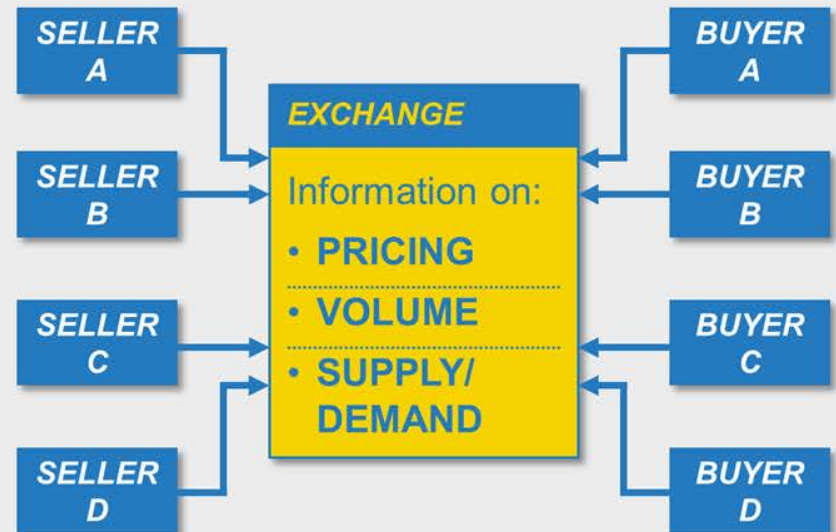 SELLER
A
SELLER
B
SELLER
C
SELLER
D
EXCHANGE
Information on:
• PRICING
• VOLUME
• SUPPLY/
DEMAND
BUYER
A
BUYER
B
BUYER
C
BUYER
D